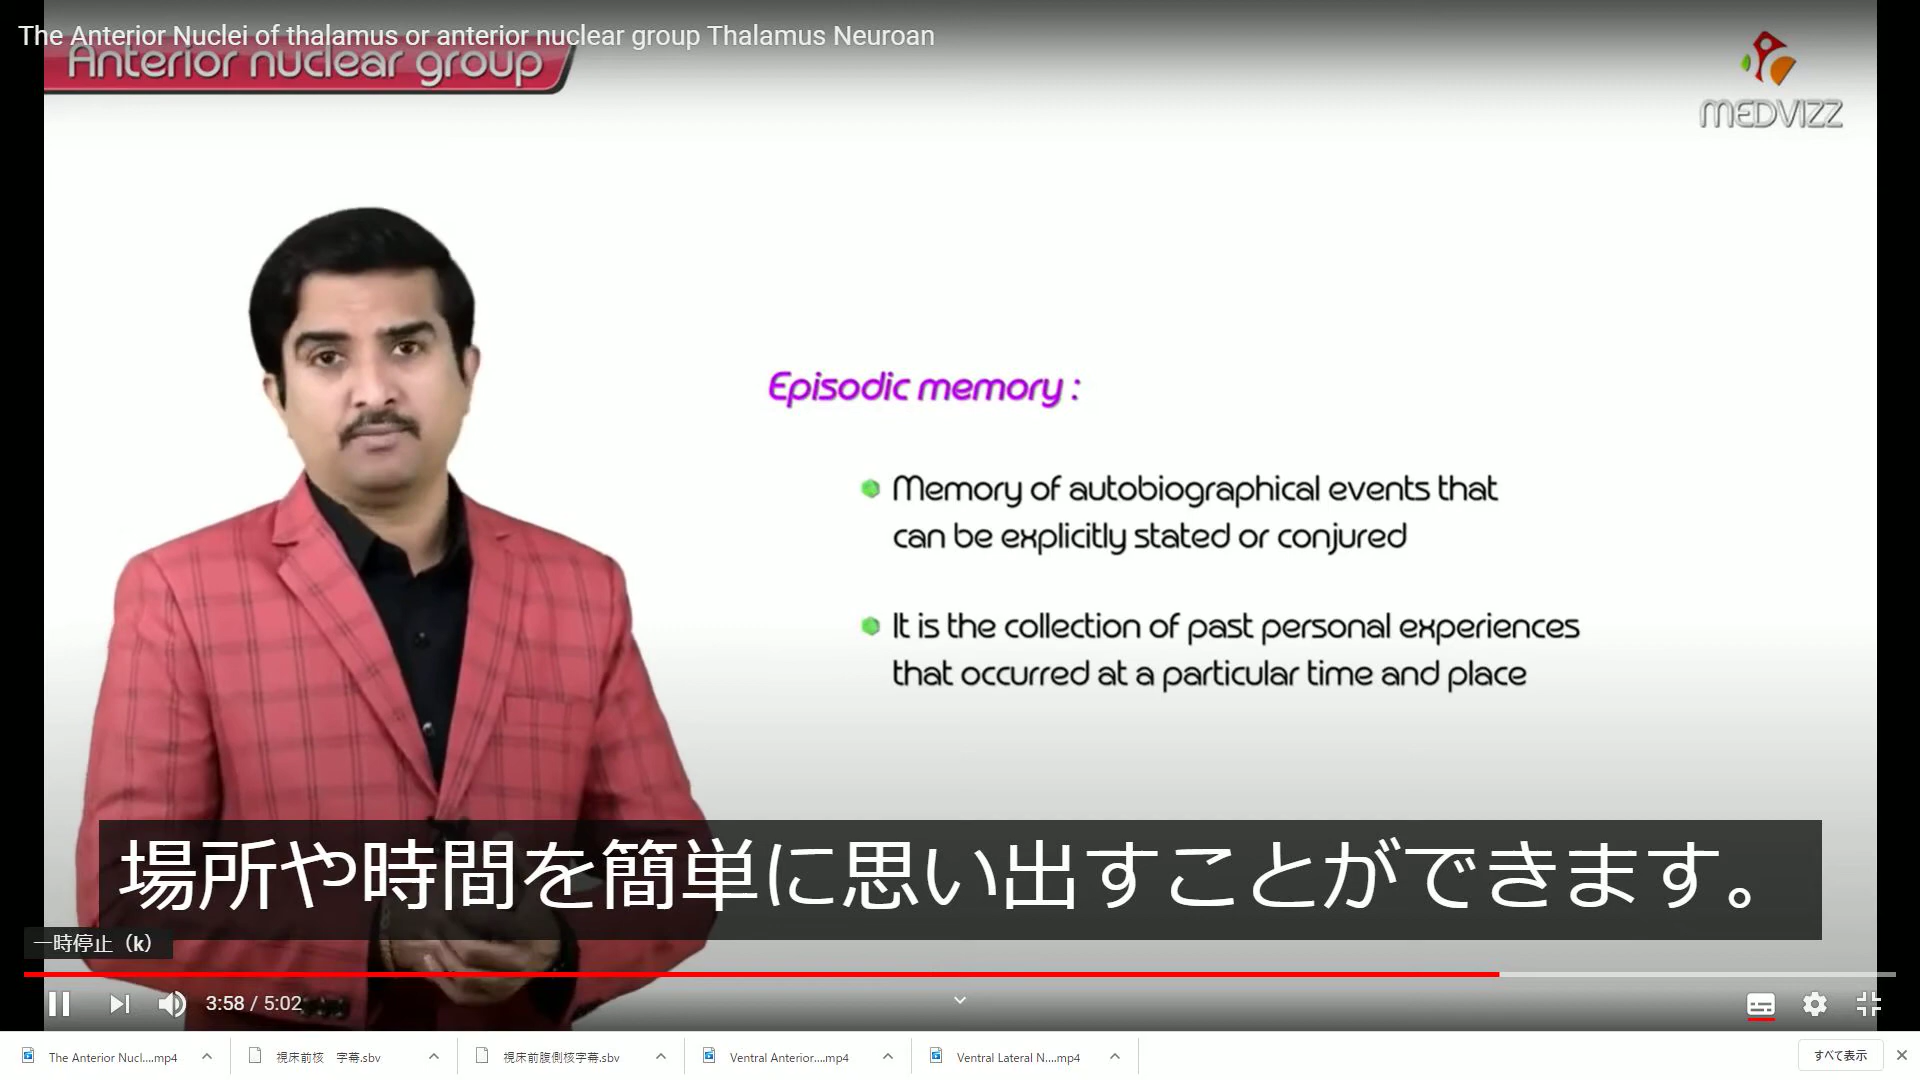 The Anterior Nuclei of thalamus or anterior nuclear group Thalamus Neuroan
Anterior nuclear group
MEDVIZZ
Episodic memory :
Memory of autobiographical events that
can be explicitly stated or conjured
It is the collection of past personal experiences
that occurred at a particular time and place
場所や時間を簡単に思い出すことができます。
一時停止（k）
3:58 / 5:02
The Anterior Nucl....mp4
視床前核　字幕.sbv
視床前腹側核字幕.sbv
Ventral Anterior....mp4
Ventral Lateral N....mp4
すべて表示